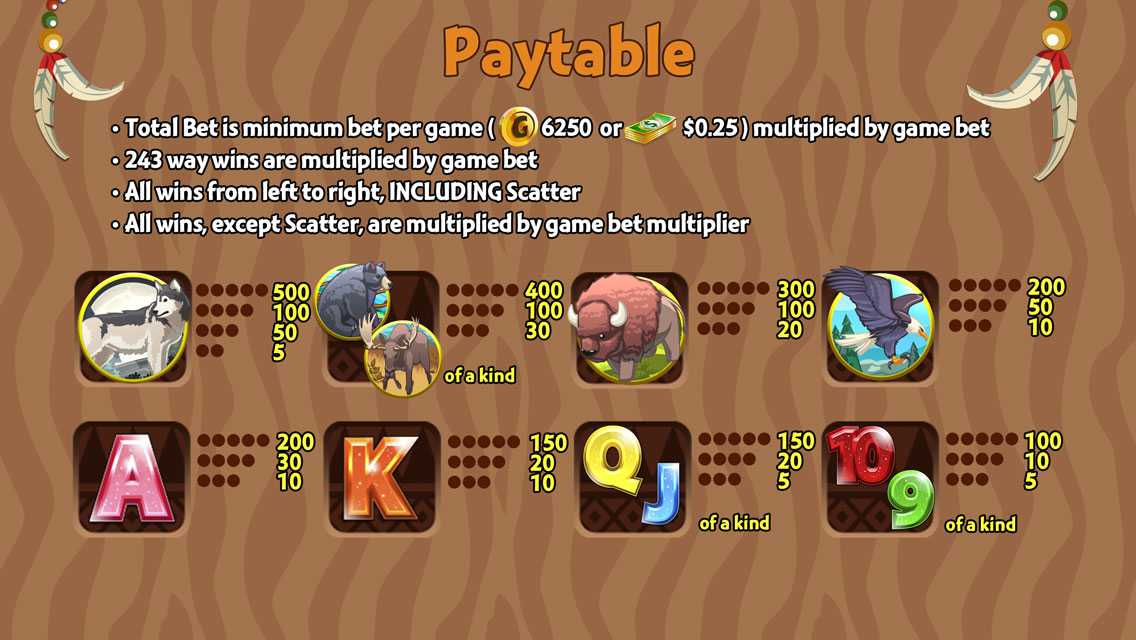 Paytable
• Total Bet is minimum bet per game ( G 6250 or $0.25 ) multiplied by game bet
• 243 way wins are multiplied by game bet
• All wins from left to right, INCLUDING Scatter
• All wins, except Scatter, are multiplied by game bet multiplier
500
100
50
5
400
100
30
of a kind
300
100
20
200
50
10
A
200
30
10
K
150
20
10
Q J
150
20
5
of a kind
10 9
100
10
5
of a kind